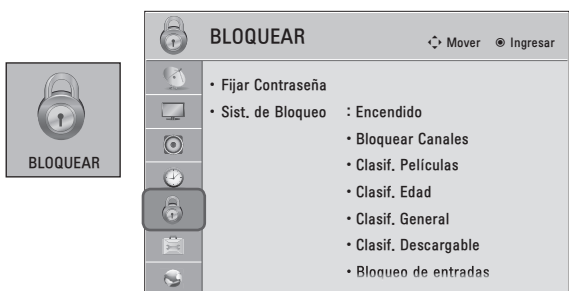 BLOQUEAR
BLOQUEAR
Mover
Ingresar
• Fijar Contraseña
• Sist. de Bloqueo : Encendido
• Bloquear Canales
• Clasif. Películas
• Clasif. Edad
• Clasif. General
• Clasif. Descargable
• Bloqueo de entradas